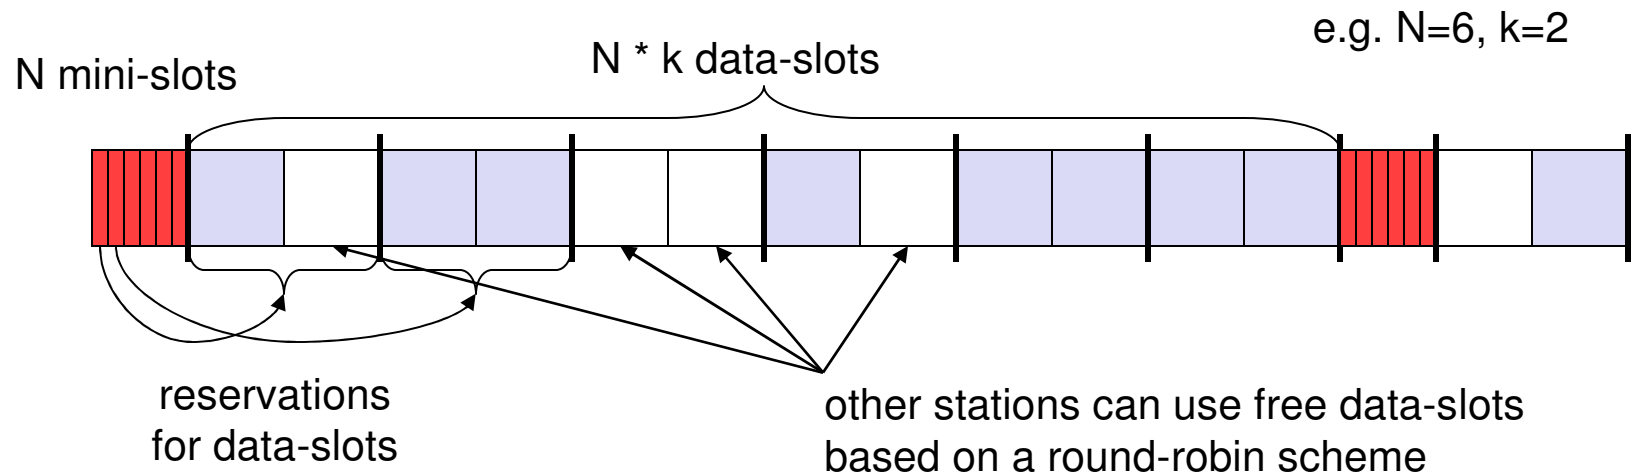 e.g. N=6, k=2
N * k data-slots
N mini-slots
reservations
for data-slots
other stations can use free data-slots
based on a round-robin scheme